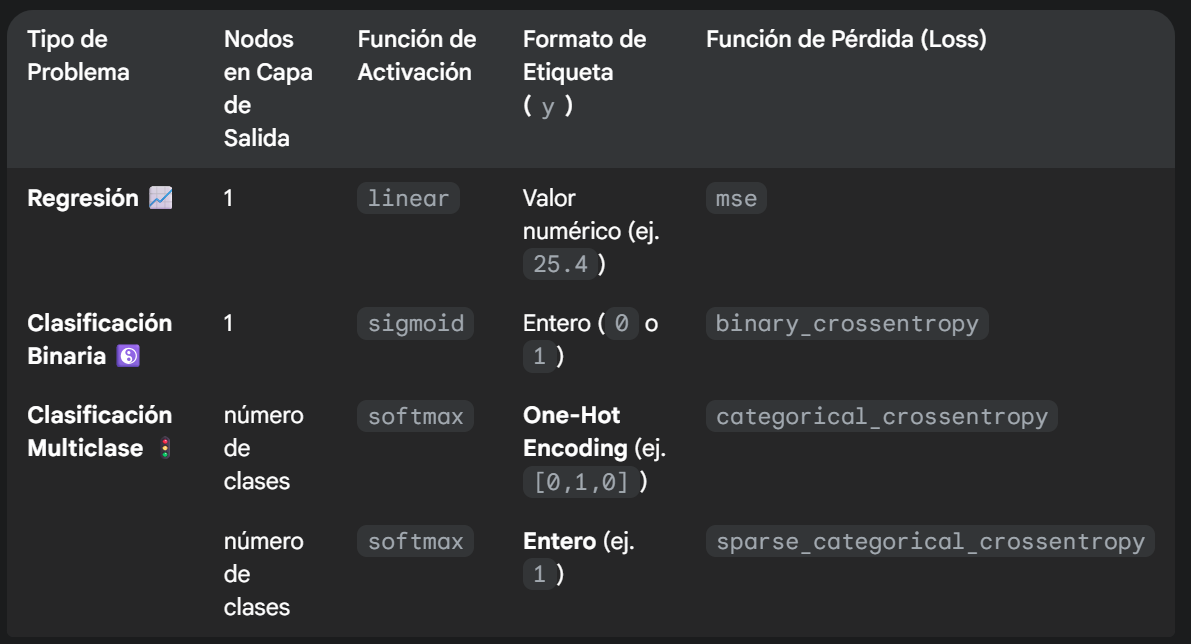 Tipo de Problema | Nodos en Capa de Salida | Función de Activación | Formato de Etiqueta ( y ) | Función de Pérdida (Loss)
Regresión 📈 | 1 | linear | Valor numérico (ej. 25.4 ) | mse
Clasificación Binaria ☯️ | 1 | sigmoid | Entero ( 0 o 1 ) | binary_crossentropy
Clasificación Multiclase 🚦 | número de clases | softmax | One-Hot Encoding (ej. [0,1,0] ) | categorical_crossentropy
número de clases | softmax | Entero (ej. 1 ) | sparse_categorical_crossentropy